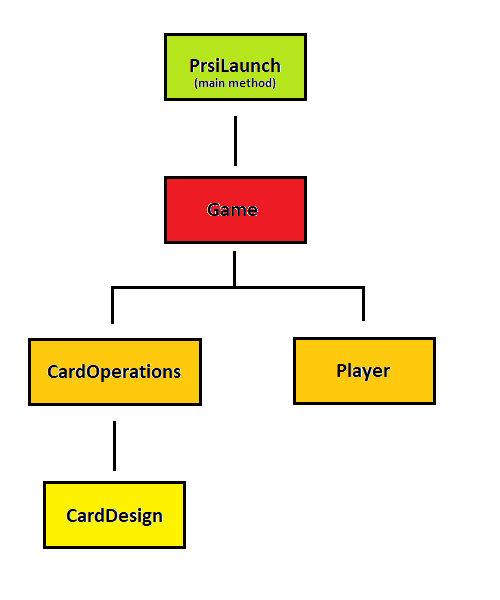 PrsiLaunch
(main method)
Game
CardOperations
Player
CardDesign